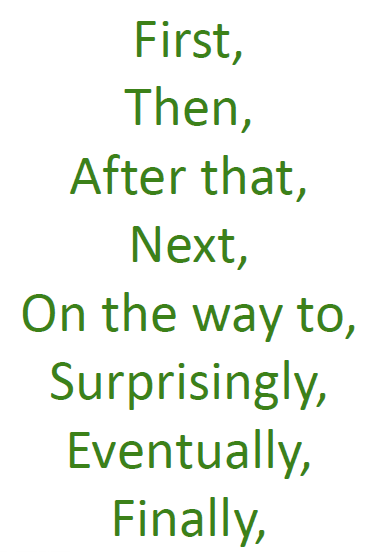 First,
Then,
After that,
Next,
On the way to,
Surprisingly,
Eventually,
Finally,